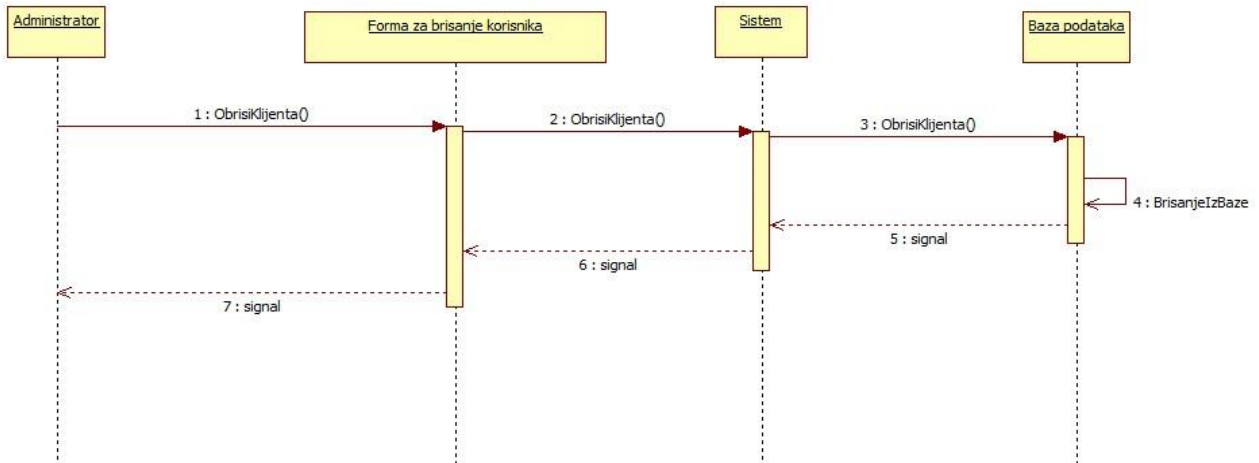 Administrator
Forma za brisanje korisnika
Sistem
Baza podataka
1 : ObrisiKlijenta()
2 : ObrisiKlijenta()
3 : ObrisiKlijenta()
4 : BrisanjeIzBaze
5 : signal
6 : signal
7 : signal